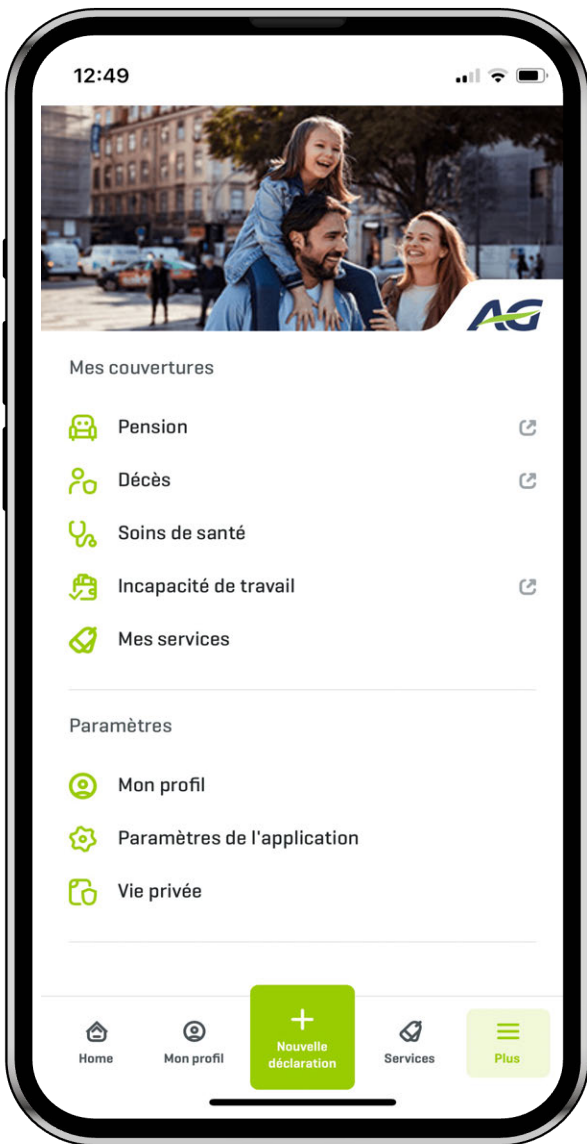 12:49
AG
Mes couvertures
Pension
Décès
Soins de santé
Incapacité de travail
Mes services
Paramètres
Mon profil
Paramètres de l'application
Vie privée
Home
Mon profil
Nouvelle
déclaration
Services
Plus